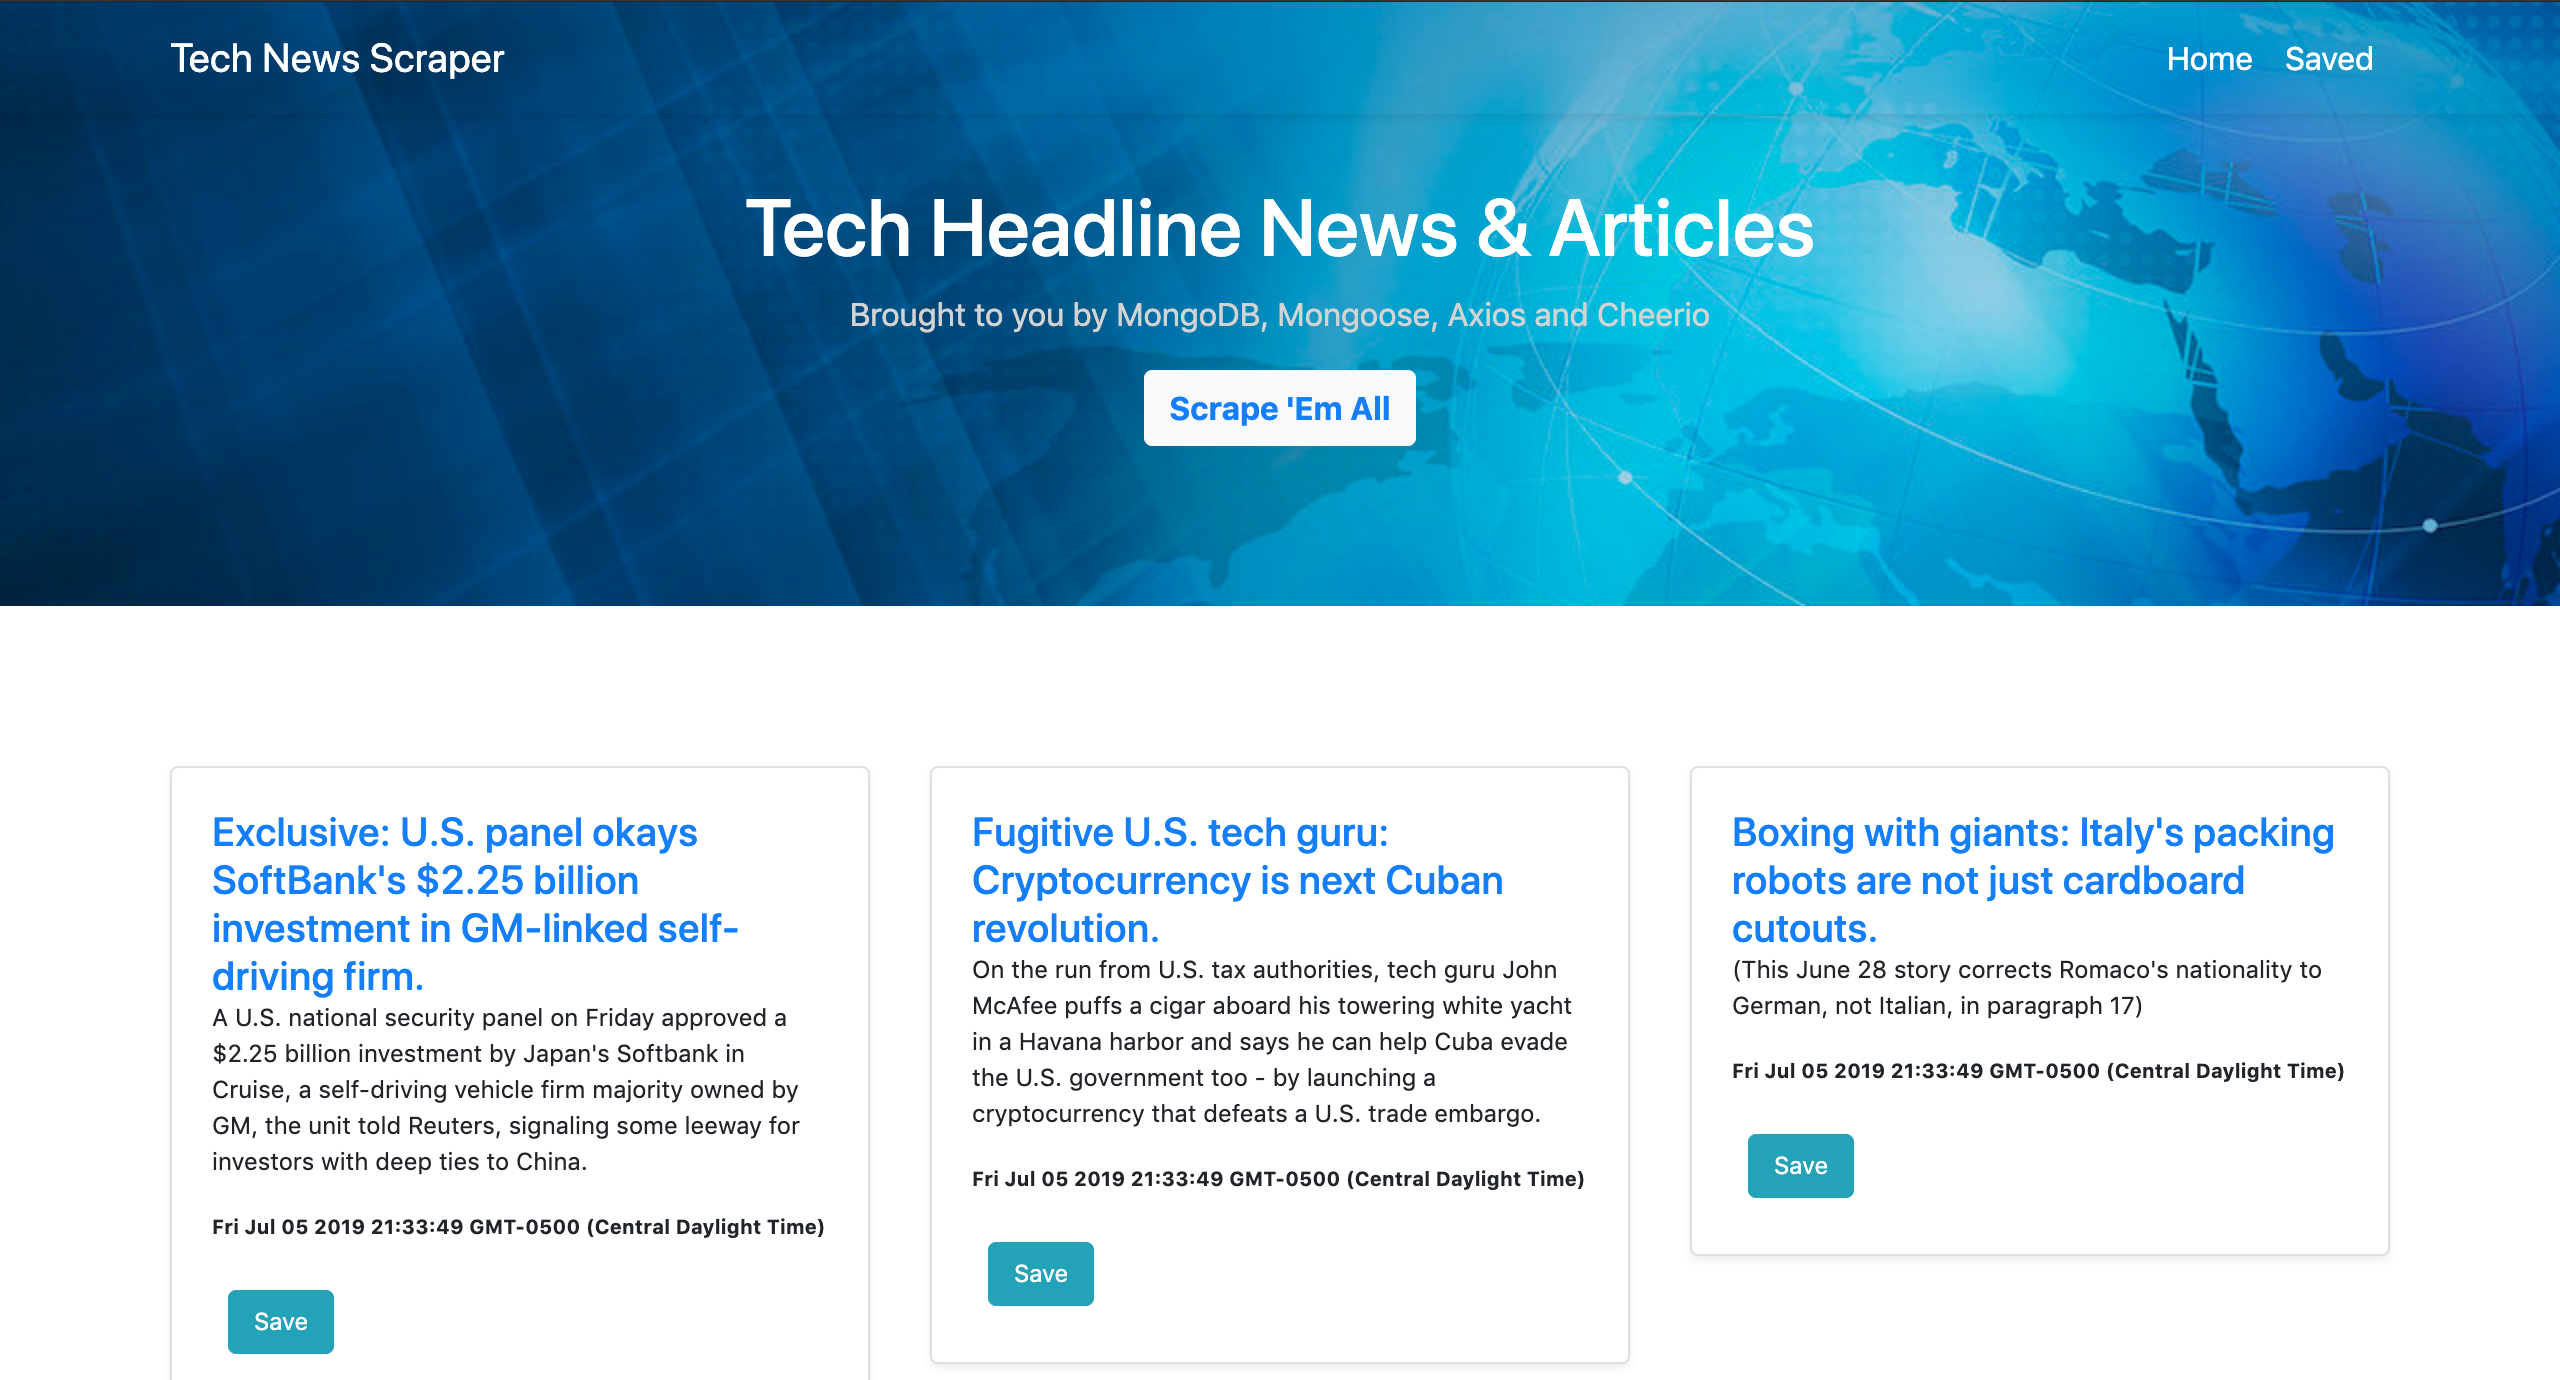 Tech News Scraper
Home Saved
Tech Headline News & Articles
Brought to you by MongoDB, Mongoose, Axios and Cheerio
Scrape 'Em All
Exclusive: U.S. panel okays
SoftBank's $2.25 billion
investment in GM-linked self-
driving firm.
A U.S. national security panel on Friday approved a
$2.25 billion investment by Japan's Softbank in
Cruise, a self-driving vehicle firm majority owned by
GM, the unit told Reuters, signaling some leeway for
investors with deep ties to China.
Fri Jul 05 2019 21:33:49 GMT-0500 (Central Daylight Time)
Save
Fugitive U.S. tech guru:
Cryptocurrency is next Cuban
revolution.
On the run from U.S. tax authorities, tech guru John
McAfee puffs a cigar aboard his towering white yacht
in a Havana harbor and says he can help Cuba evade
the U.S. government too - by launching a
cryptocurrency that defeats a U.S. trade embargo.
Fri Jul 05 2019 21:33:49 GMT-0500 (Central Daylight Time)
Save
Boxing with giants: Italy's packing
robots are not just cardboard
cutouts.
(This June 28 story corrects Romaco's nationality to
German, not Italian, in paragraph 17)
Fri Jul 05 2019 21:33:49 GMT-0500 (Central Daylight Time)
Save